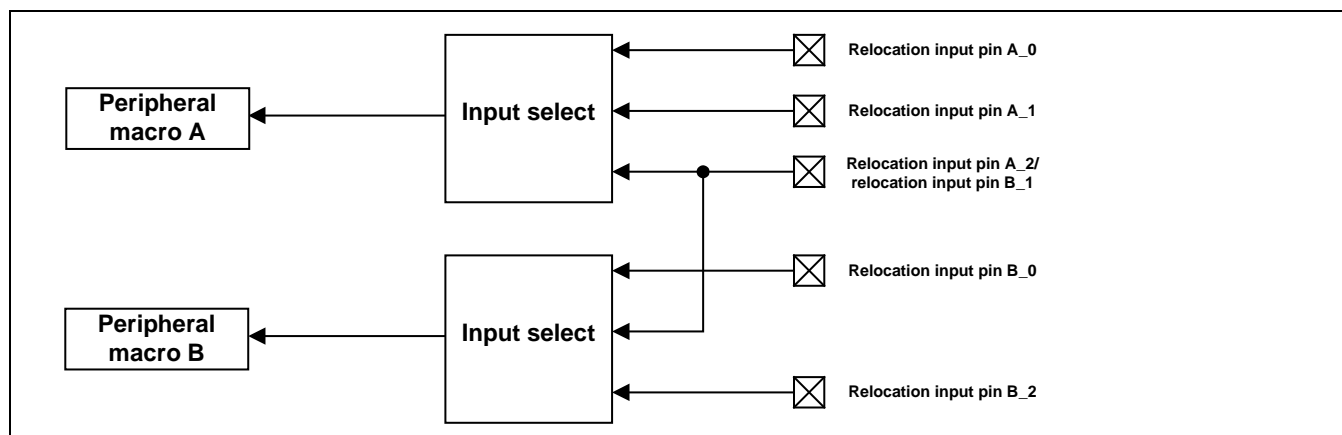 Relocation input pin A_0
Peripheral
macro A
Input select
Relocation input pin A_1
Relocation input pin A_2/
relocation input pin B_1
Relocation input pin B_0
Peripheral
macro B
Input select
Relocation input pin B_2